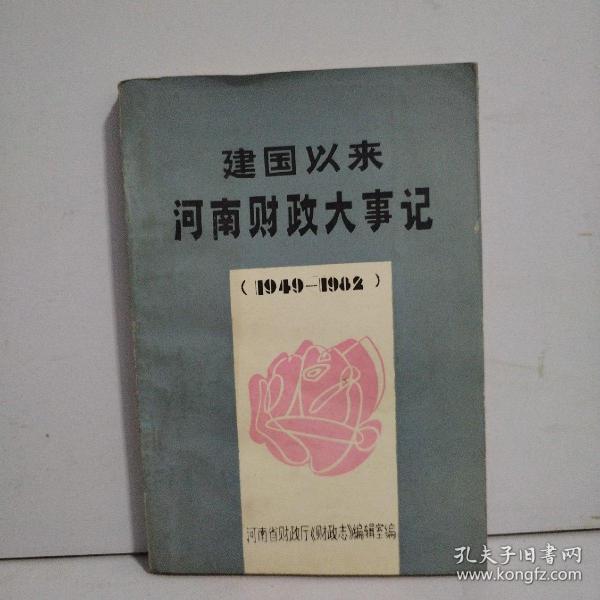 建国以来
河南财政大事记
(1949—1982)
河南省财政厅《财政志》编辑室编
孔夫子旧书网
www.kongfz.com